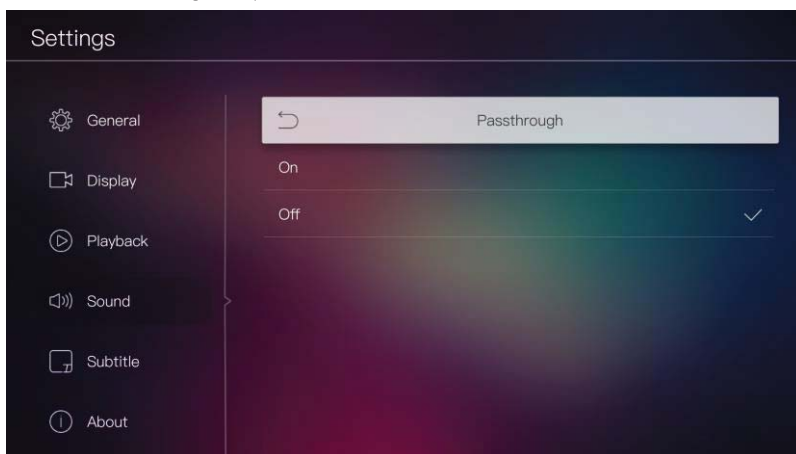 Settings
General
Display
Playback
Sound
Subtitle
About
Passthrough
On
Off